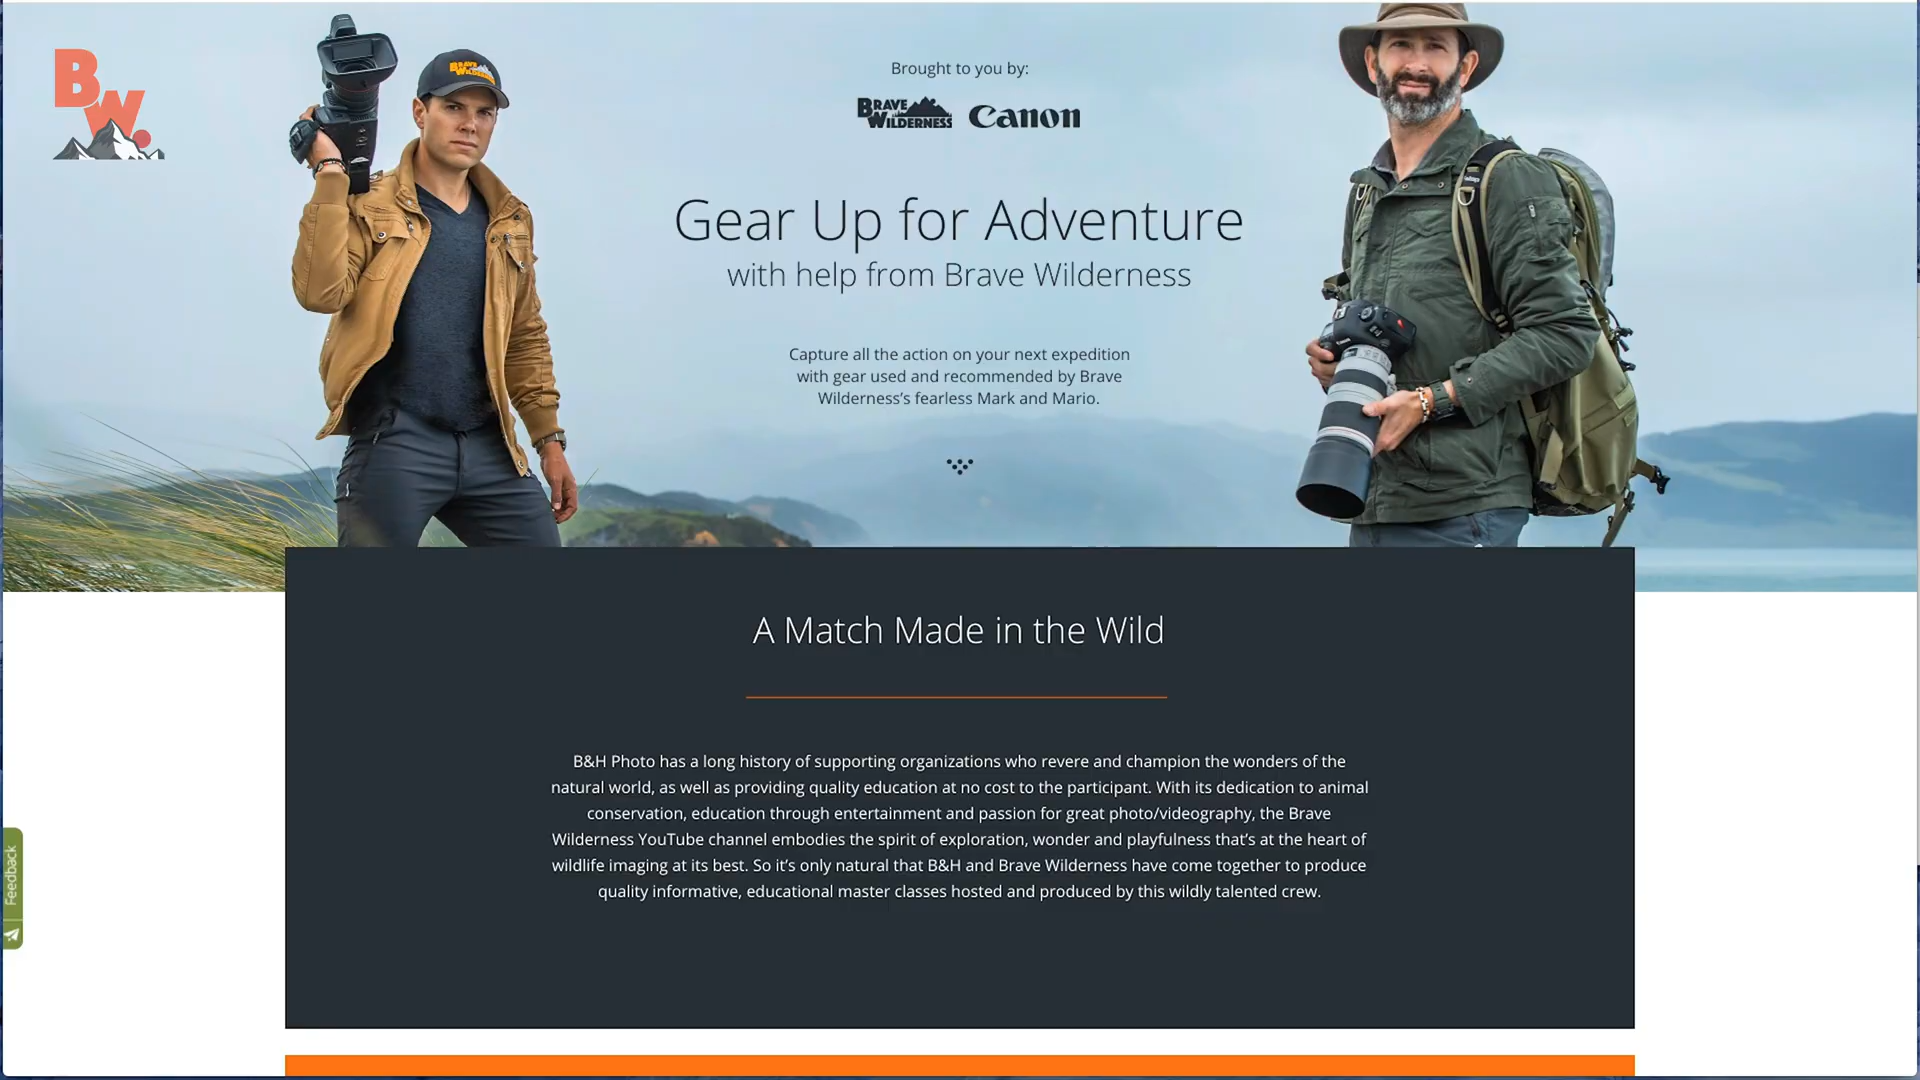 BW.
BRAVE
WILDERNESS
Brought to you by:
BRAVE
WILDERNESS
Canon
Gear Up for Adventure
with help from Brave Wilderness
Capture all the action on your next expedition
with gear used and recommended by Brave
Wilderness’s fearless Mark and Mario.
A Match Made in the Wild
B&H Photo has a long history of supporting organizations who revere and champion the wonders of the
natural world, as well as providing quality education at no cost to the participant. With its dedication to animal
conservation, education through entertainment and passion for great photo/videography, the Brave
Wilderness YouTube channel embodies the spirit of exploration, wonder and playfulness that’s at the heart of
wildlife imaging at its best. So it’s only natural that B&H and Brave Wilderness have come together to produce
quality informative, educational master classes hosted and produced by this wildly talented crew.
Feedback